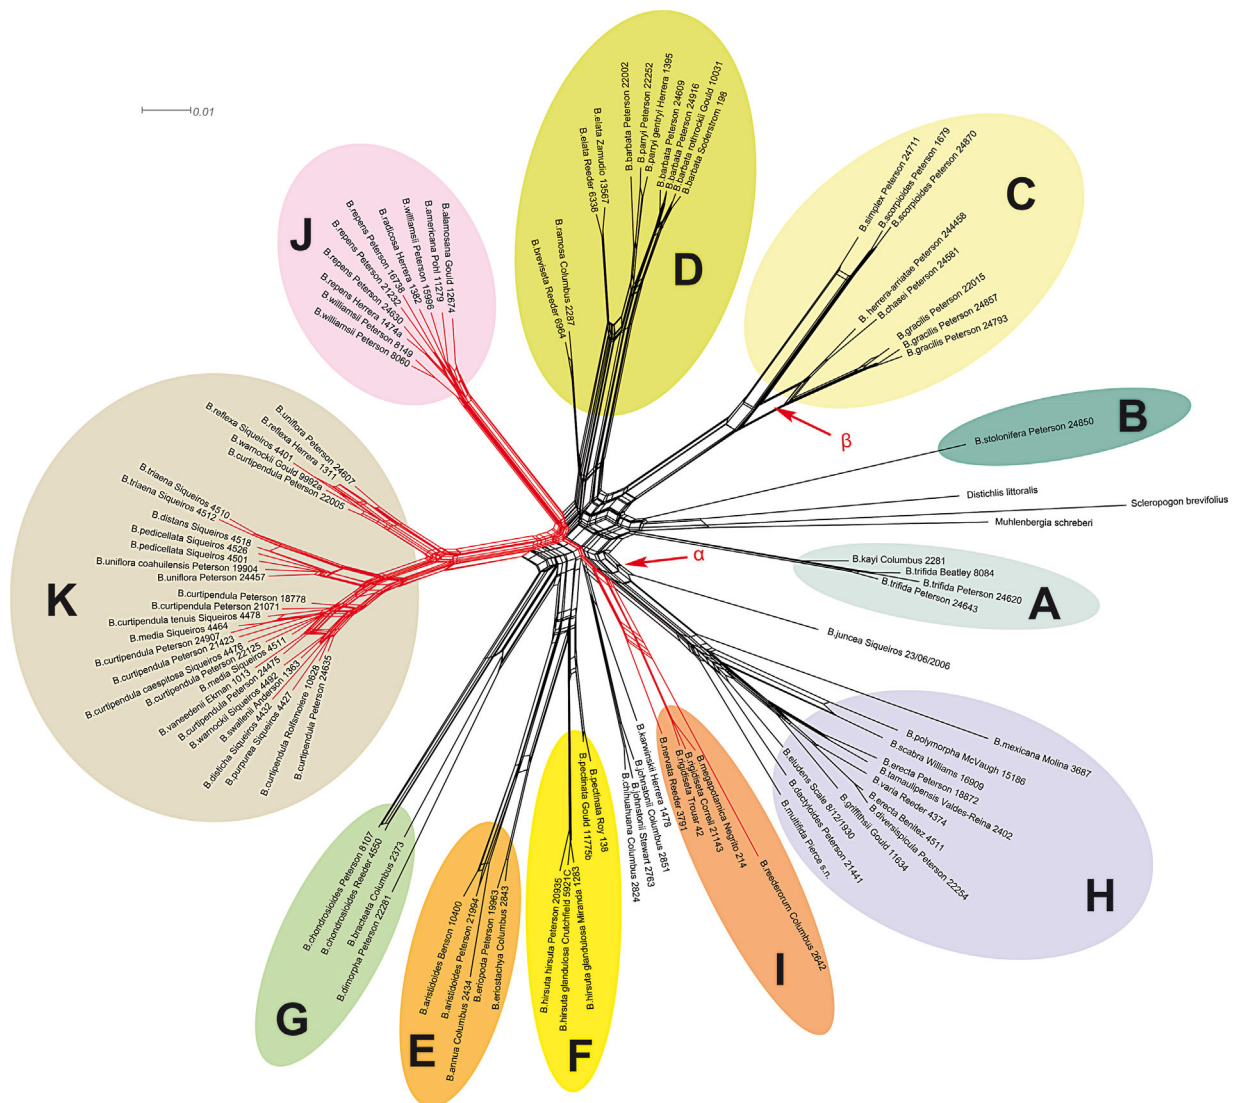 0.01
J
B.repens Peterson 16738
B.repens Peterson 21232
B.repens Peterson 24630
B.repens Herrera 1474a
B.williamsii Peterson 8149
B.williamsii Peterson 8060
B.radicosa Herrera 1382
B.williamsii Peterson 15996
B.americana Pohl 11279
B.alamosana Gould 12674
D
B.breviseta Reeder 6964
B.ramosa Columbus 2287
B.elata Reeder 6338
B.elata Zamudio 13567
B.barbata Peterson 22002
B.parryi Peterson 22252
B.parryi gentryi Herrera 1395
B.barbata Peterson 24609
B.barbata Peterson 24916
B.barbata rothrockii Gould 10031
B.barbata Soderstrom 198
C
B.simplex Peterson 24711
B.scorpioides Peterson 1679
B.scorpioides Peterson 24870
B. herrera-arriatae Peterson 244458
B.chasei Peterson 24581
B.gracilis Peterson 22015
B.gracilis Peterson 24857
B.gracilis Peterson 24793
β
B
B.stolonifera Peterson 24850
Distichlis littoralis
Scleropogon brevifolius
Muhlenbergia schreberi
α
A
B.kayi Columbus 2281
B.trifida Beatley 8084
B.trifida Peterson 24620
B.trifida Peterson 24643
B.juncea Siqueiros 23/06/2006
H
B.mexicana Molina 3687
B.polymorpha McVaugh 15186
B.scabra Williams 16909
B.erecta Peterson 18872
B.tamaulipensis Valdes-Reina 2402
B.varia Reeder 4374
B.erecta Benitez 4511
B.diversispicula Peterson 22254
B.griffithsii Gould 11634
B.eludens Scale 8/12/1930
B.dactyloides Peterson 21441
B.multifida Pierce s.n.
I
B.reederorum Columbus 2642
B.megapotamica Negrito 214
B.rigidiseta Correll 21143
B.rigidiseta Trouar 42
B.nervata Reeder 3791
B.karwinskii Herrera 1478
B.johnstonii Columbus 2851
B.johnstonii Stewart 2763
B.chihuahuana Columbus 2824
F
B.pectinata Roy 138
B.pectinata Gould 11775b
B.hirsuta glandulosa Miranda 1283
B.hirsuta glandulosa Crutchfield 5921C
B.hirsuta hirsuta Peterson 20935
E
B.eriostachya Columbus 2843
B.eriopoda Peterson 19963
B.annua Columbus 2434
B.aristidoides Peterson 21994
B.aristidoides Benson 10400
G
B.dimorpha Peterson 22281
B.bracteata Columbus 2373
B.chondrosioides Reeder 4550
B.chondrosioides Peterson 8107
K
B.uniflora Peterson 24607
B.reflexa Herrera 1311
B.reflexa Siqueiros 4401
B.warnockii Gould 9992a
B.curtipendula Peterson 22005
B.triaena Siqueiros 4510
B.triaena Siqueiros 4512
B.distans Siqueiros 4518
B.pedicellata Siqueiros 4526
B.pedicellata Siqueiros 4501
B.uniflora coahuilensis Peterson 19904
B.uniflora Peterson 24457
B.curtipendula Peterson 18778
B.curtipendula Peterson 21071
B.curtipendula tenuis Siqueiros 4478
B.media Siqueiros 4464
B.curtipendula Peterson 24907
B.curtipendula Peterson 21423
B.curtipendula caespitosa Siqueiros 4476
B.curtipendula Peterson 22125
B.media Siqueiros 4511
B.vaneedenii Ekman 1013
B.curtipendula Peterson 24475
B.warnockii Siqueiros 4492
B.swallenii Anderson 1363
B.disticha Siqueiros 4432
B.purpurea Siqueiros 4427
B.curtipendula Rolfsmoiere 10628
B.curtipendula Peterson 24635